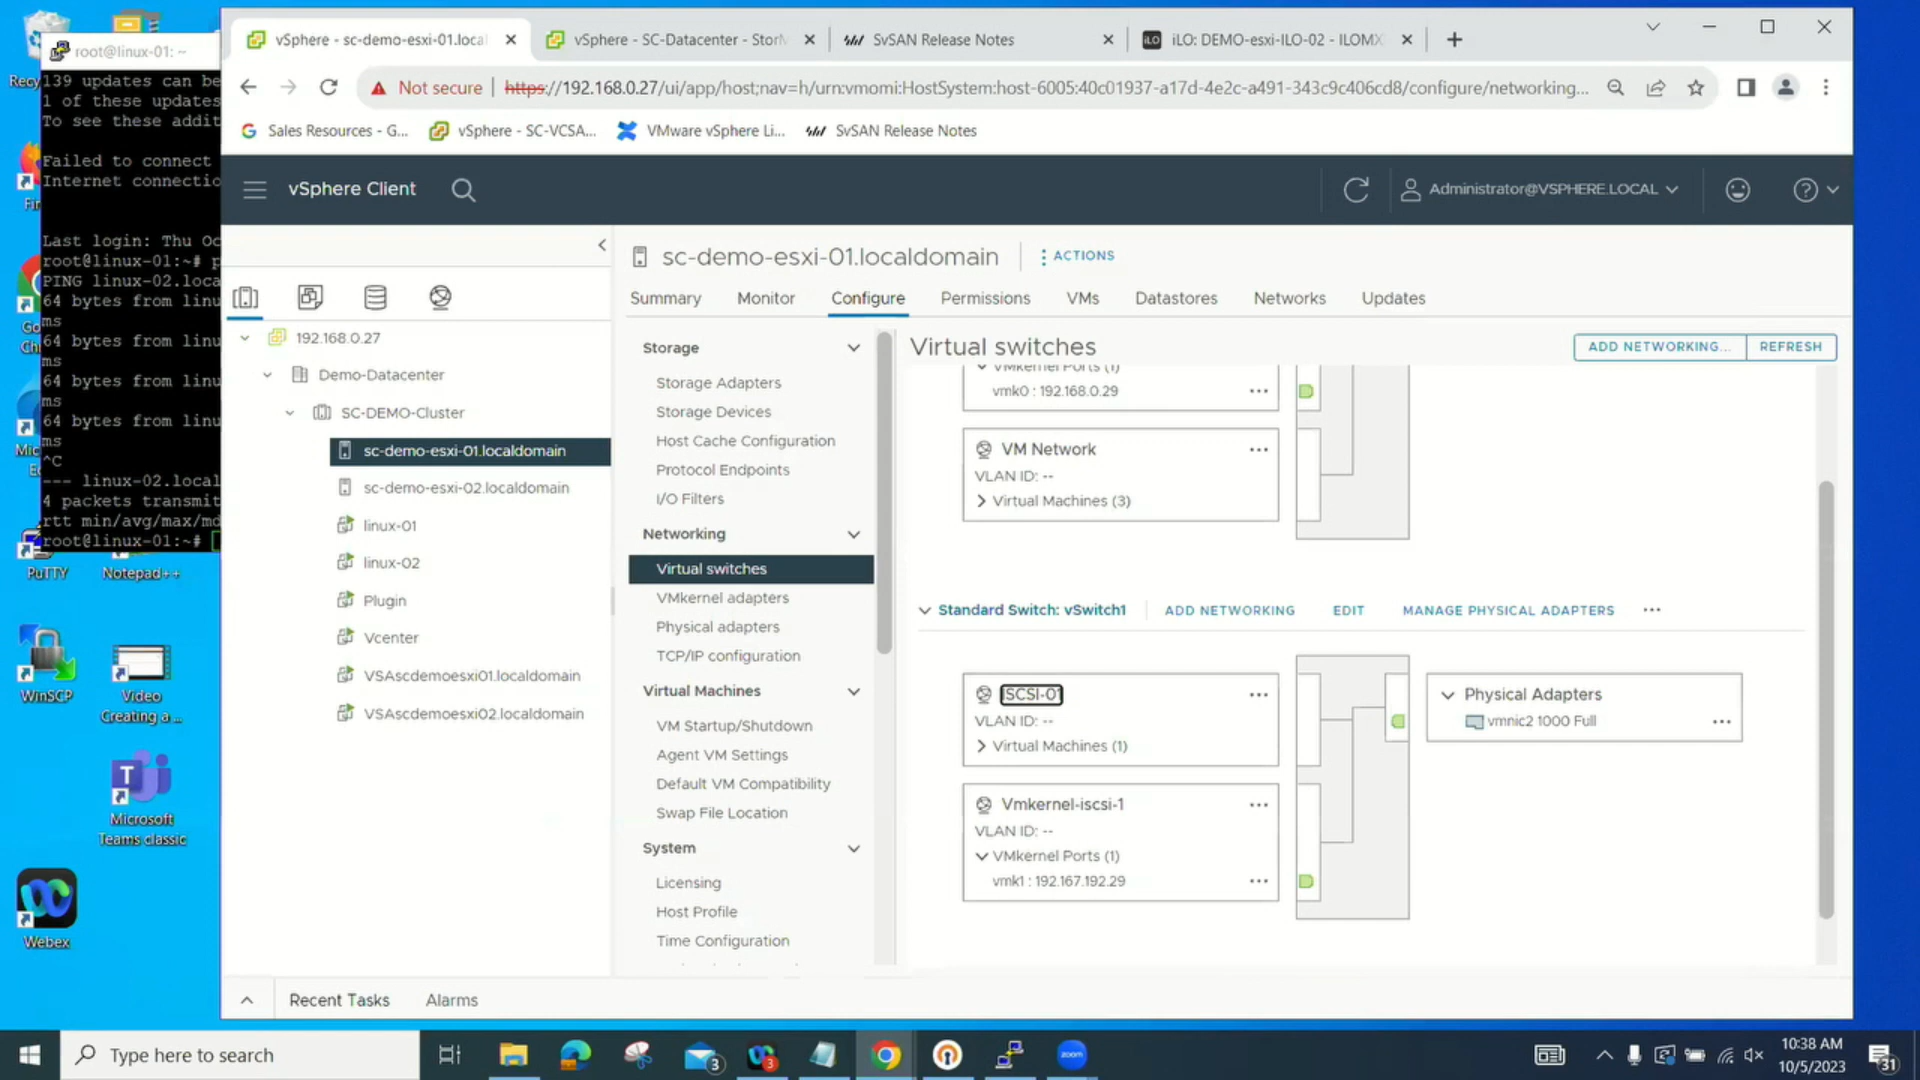 root@linux-01: ~
139 updates can be
1 of these updates
To see these addit
Failed to connect
Internet connectio
Last login: Thu Oc
root@linux-01:~# p
PING linux-02.loca
64 bytes from linu
ms
64 bytes from linu
ms
64 bytes from linu
ms
64 bytes from linu
ms
^C
--- linux-02.local
4 packets transmit
rtt min/avg/max/md
root@linux-01:~#
PuTTY
Notepad++
WinSCP
Video
Creating a ...
Microsoft
Teams classic
Webex
vSphere - sc-demo-esxi-01.loca
vSphere - SC-Datacenter - Stor
SvSAN Release Notes
iLO: DEMO-esxi-ILO-02 - ILOMX
Not secure
https://192.168.0.27/ui/app/host;nav=h/urn:vmomi:HostSystem:host-6005:40c01937-a17d-4e2c-a491-343c9c406cd8/configure/networking...
Sales Resources - G...
vSphere - SC-VCSA...
VMware vSphere Li...
SvSAN Release Notes
vSphere Client
Administrator@VSPHERE.LOCAL
192.168.0.27
Demo-Datacenter
SC-DEMO-Cluster
sc-demo-esxi-01.localdomain
sc-demo-esxi-02.localdomain
linux-01
linux-02
Plugin
Vcenter
VSAscdemoesxi01.localdomain
VSAscdemoesxi02.localdomain
sc-demo-esxi-01.localdomain
ACTIONS
Summary
Monitor
Configure
Permissions
VMs
Datastores
Networks
Updates
Storage
Storage Adapters
Storage Devices
Host Cache Configuration
Protocol Endpoints
I/O Filters
Networking
Virtual switches
VMkernel adapters
Physical adapters
TCP/IP configuration
Virtual Machines
VM Startup/Shutdown
Agent VM Settings
Default VM Compatibility
Swap File Location
System
Licensing
Host Profile
Time Configuration
Virtual switches
ADD NETWORKING...
REFRESH
VMkernel Ports (1)
vmk0 : 192.168.0.29
VM Network
VLAN ID: --
Virtual Machines (3)
Standard Switch: vSwitch1
ADD NETWORKING
EDIT
MANAGE PHYSICAL ADAPTERS
ISCSI-01
VLAN ID: --
Virtual Machines (1)
Physical Adapters
vmnic2 1000 Full
Vmkernel-iscsi-1
VLAN ID: --
VMkernel Ports (1)
vmk1 : 192.167.192.29
Recent Tasks
Alarms
Type here to search
3
3
zoom
10:38 AM
10/5/2023
31